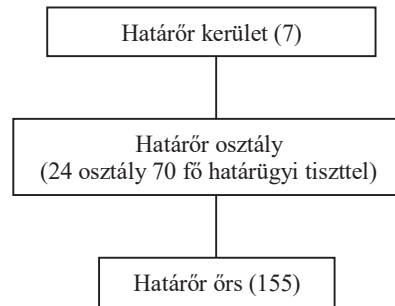 Határőr kerület (7)
Határőr osztály
(24 osztály 70 fő határügyi tiszttel)
Határőr őrs (155)